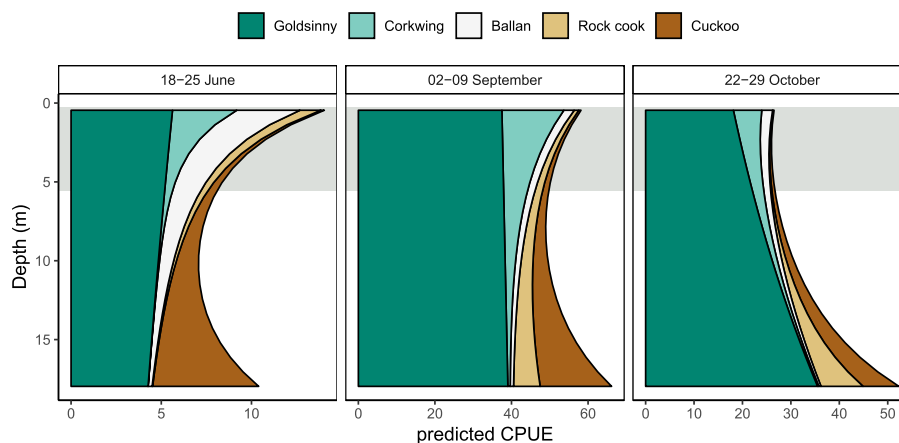 Goldsinny Corkwing Ballan Rock cook Cuckoo
18−25 June 02−09 September 22−29 October
0
5
10
15
Depth (m)
0 5 10 0 20 40 60 0 10 20 30 40 50
predicted CPUE